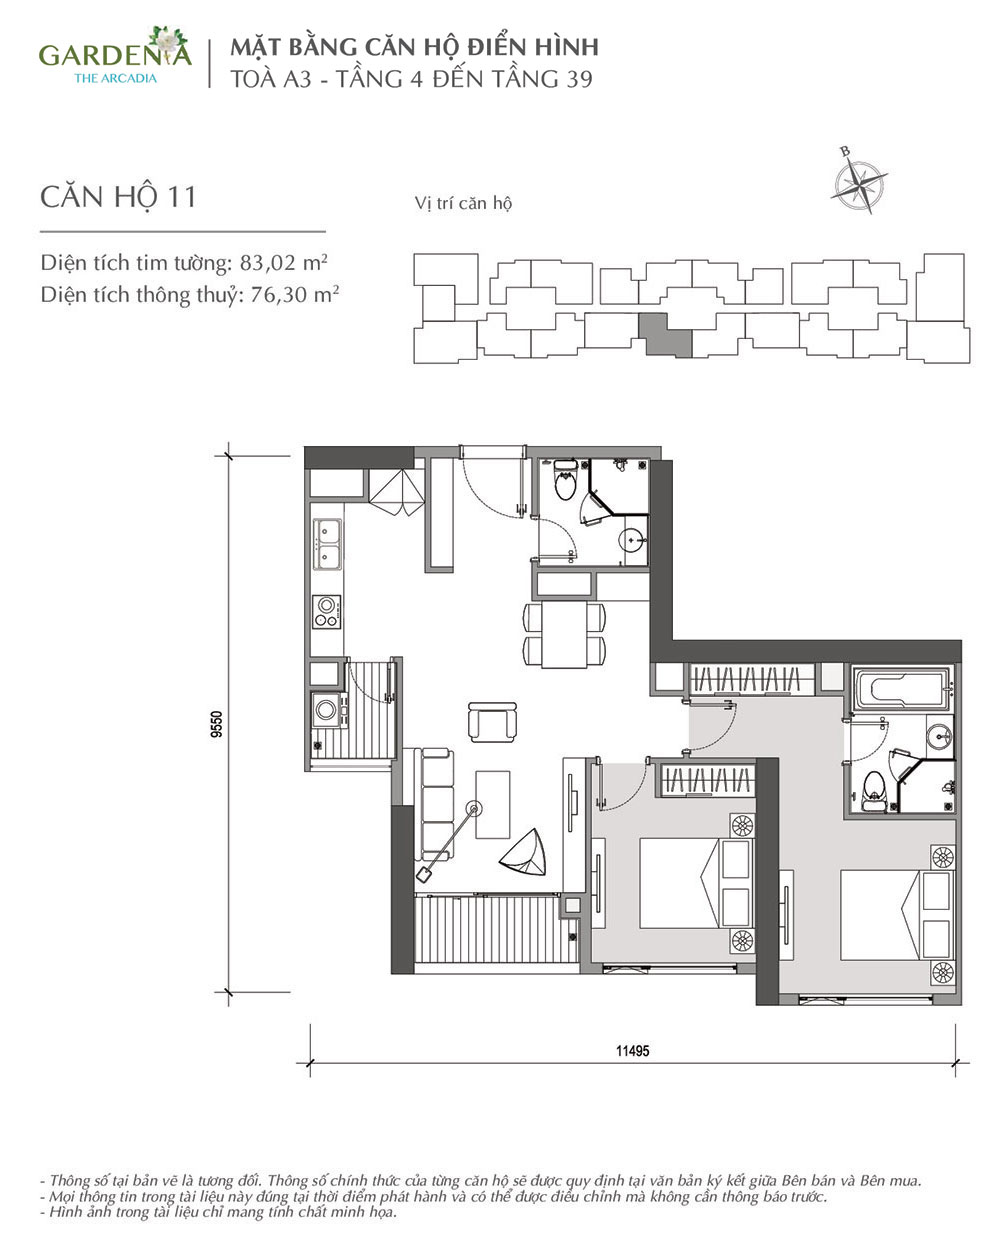 GARDENIA
THE ARCADIA
MẶT BẰNG CĂN HỘ ĐIỂN HÌNH
TOÀ A3 - TẦNG 4 ĐẾN TẦNG 39
CĂN HỘ 11
Vị trí căn hộ
B
Diện tích tim tường: 83,02 m²
Diện tích thông thuỷ: 76,30 m²
9550
11495
- Thông số tại bản vẽ là tương đối. Thông số chính thức của từng căn hộ sẽ được quy định tại văn bản ký kết giữa Bên bán và Bên mua.
- Mọi thông tin trong tài liệu này đúng tại thời điểm phát hành và có thể được điều chỉnh mà không cần thông báo trước.
- Hình ảnh trong tài liệu chỉ mang tính chất minh họa.